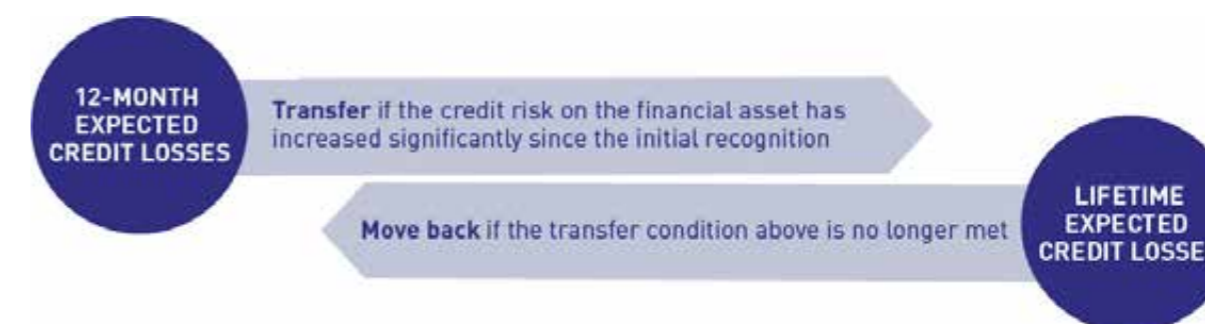 12-MONTH
EXPECTED
CREDIT LOSSES
Transfer if the credit risk on the financial asset has
increased significantly since the initial recognition
Move back if the transfer condition above is no longer met
LIFETIME
EXPECTED
CREDIT LOSSE